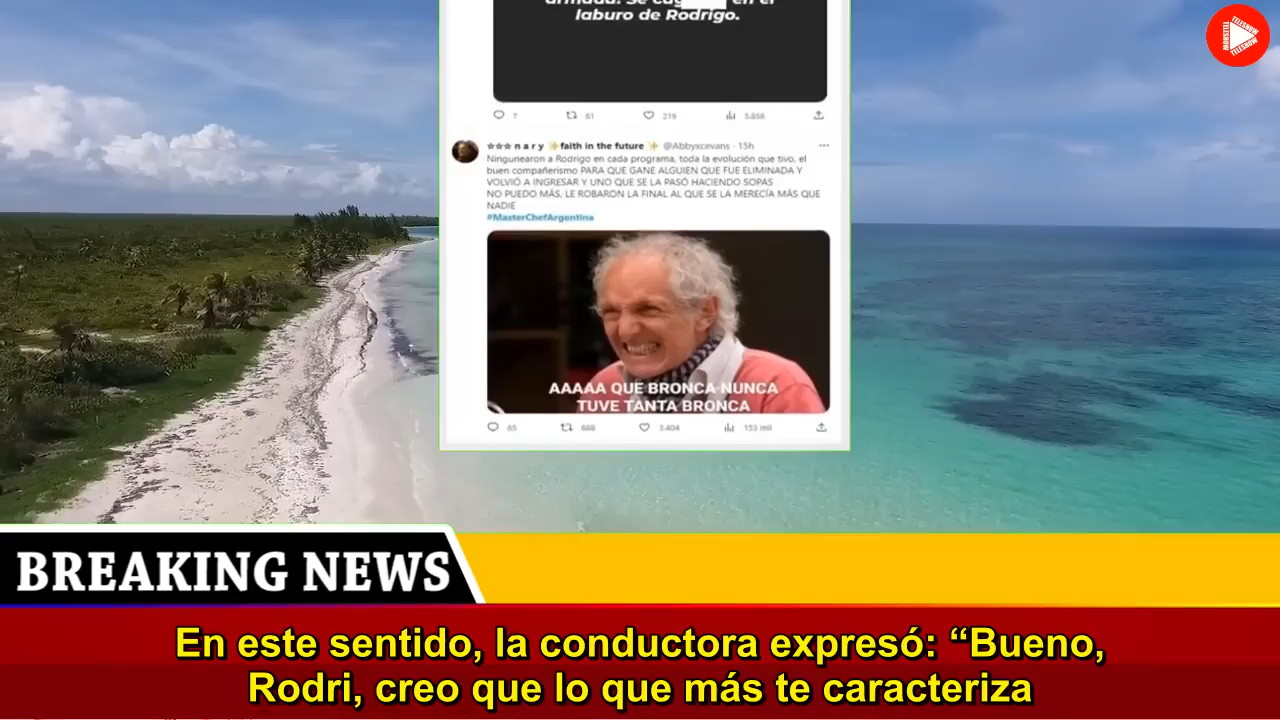 laburo de Rodrigo.
7 61 219 5.858
☆☆☆ n a r y ✨faith in the future ✨ @Abbyxcevans · 15h
Ningunearon a Rodrigo en cada programa, toda la evolución que tivo, el
buen compañerismo PARA QUE GANE ALGUIEN QUE FUE ELIMINADA Y
VOLVIÓ A INGRESAR Y UNO QUE SE LA PASÓ HACIENDO SOPAS
NO PUEDO MÁS, LE ROBARON LA FINAL AL QUE SE LA MERECÍA MÁS QUE
NADIE
#MasterChefArgentina
AAAAA QUE BRONCA NUNCA
TUVE TANTA BRONCA
65 668 3.404 153 mil
TELESHOW
TELESHOW
TELESHOW
BREAKING NEWS
En este sentido, la conductora expresó: “Bueno,
Rodri, creo que lo que más te caracteriza